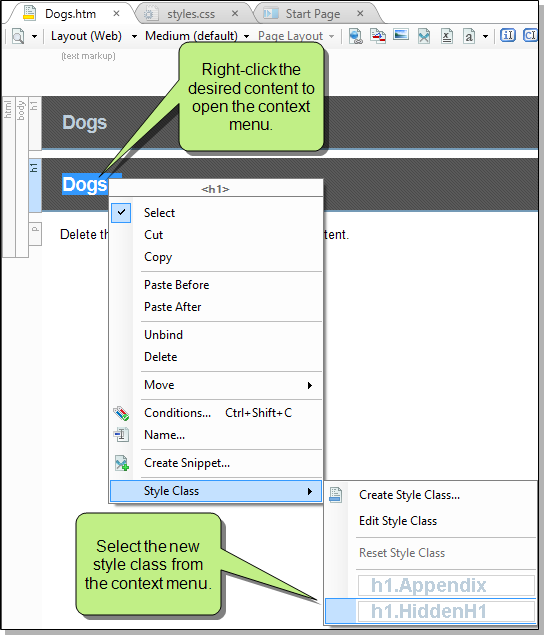 Dogs.htm
styles.css
Start Page
Layout (Web)
Medium (default)
Page Layout
(text markup)
Right-click the
desired content to
open the context
menu.
html
body
h1
Dogs
h1
Dogs
<h1>
p
Delete th
tent.
Select
Cut
Copy
Paste Before
Paste After
Unbind
Delete
Move
Conditions... Ctrl+Shift+C
Name...
Create Snippet...
Style Class
Create Style Class...
Edit Style Class
Reset Style Class
h1.Appendix
h1.HiddenH1
Select the new
style class from
the context menu.